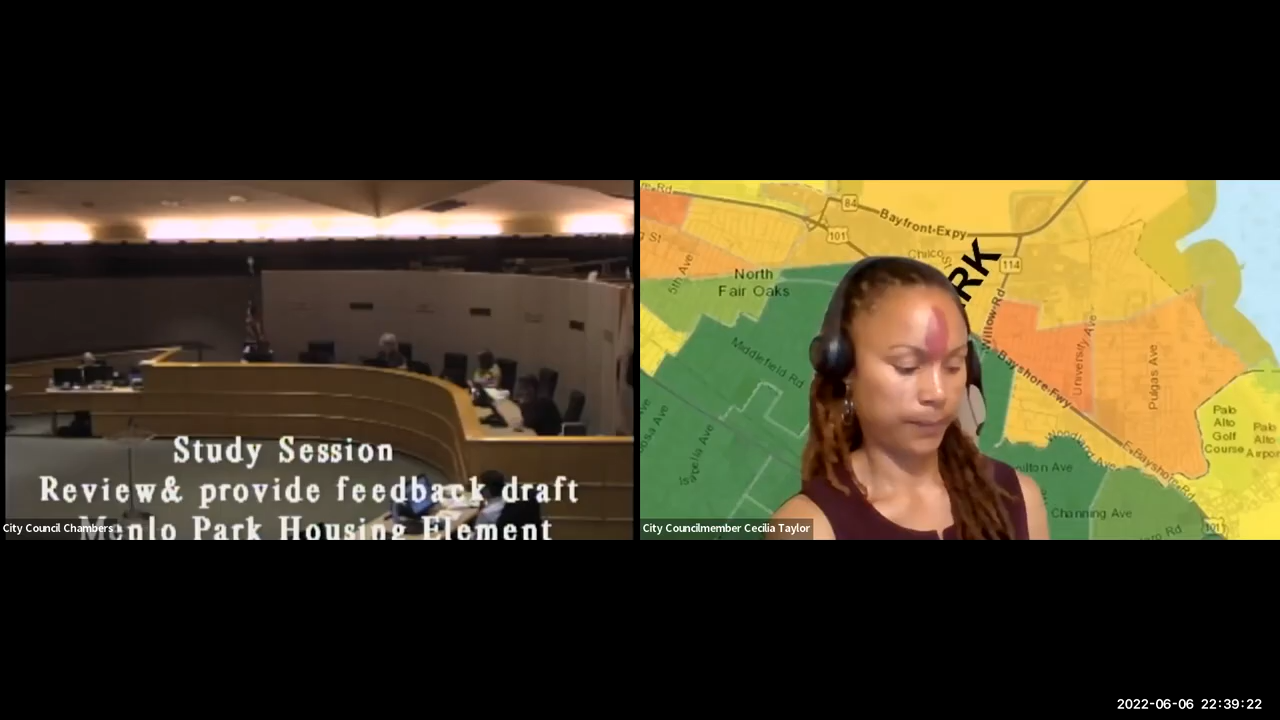 Study Session
Review& provide feedback draft
Menlo Park Housing Element
City Council Chambers
84
Bayfront Expy
101
Chilco St
114
RK
5th Ave
North
Fair Oaks
Willow Rd
Middlefield Rd
Bayshore Fwy
University Ave
Pulgas Ave
Palo
Alto
Golf
Course
Palo
Alto
Airport
E Bayshore Rd
Channing Ave
101
City Councilmember Cecilia Taylor
2022-06-06 22:39:22